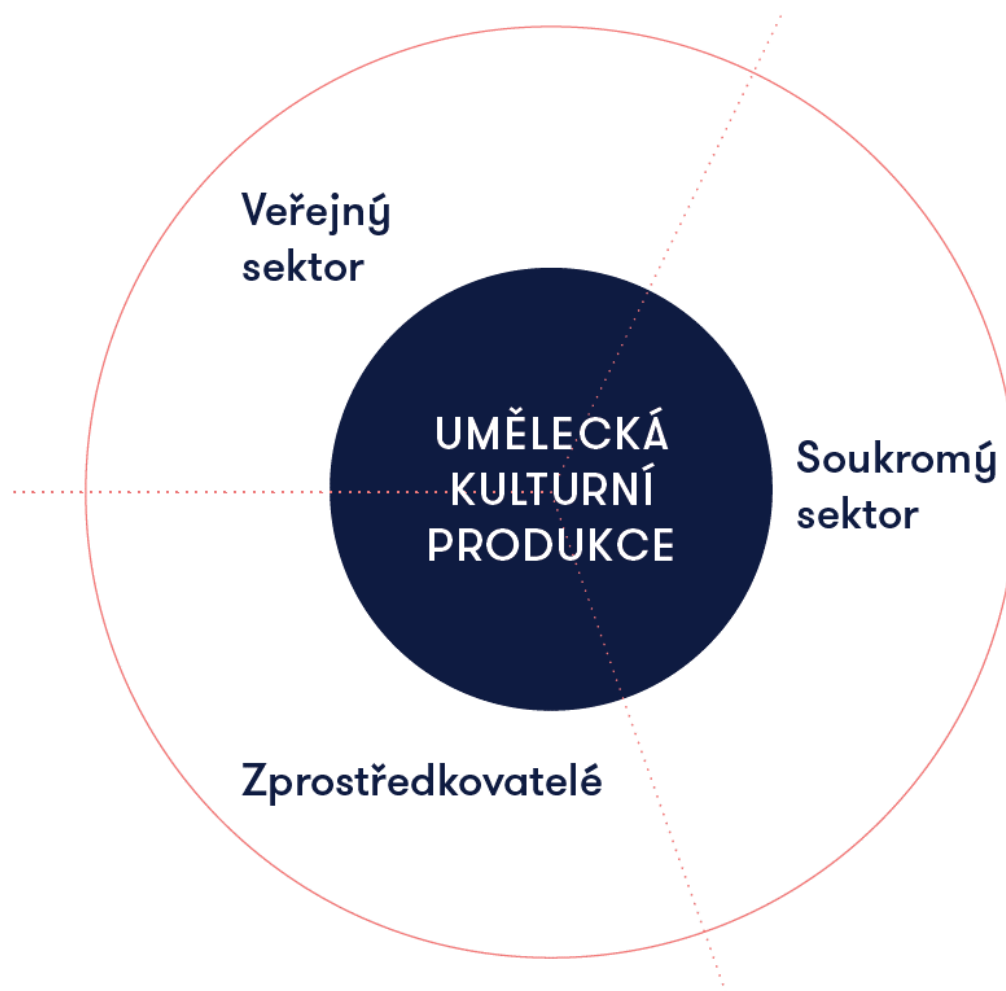 Veřejný
sektor
UMĚLECKÁ
KULTURNÍ
PRODUKCE
Soukromý
sektor
Zprostředkovatelé